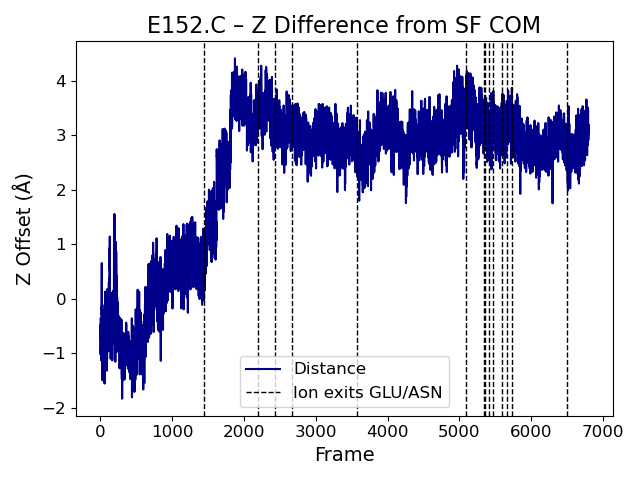 E152.C – Z Difference from SF COM
Z Offset (Å)
4
3
2
1
0
−1
−2
Distance
Ion exits GLU/ASN
0 1000 2000 3000 4000 5000 6000 7000
Frame